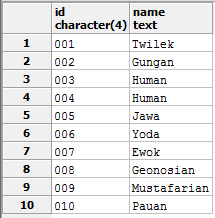 id name
character(4) text
1 001 Twilek
2 002 Gungan
3 003 Human
4 004 Human
5 005 Jawa
6 006 Yoda
7 007 Ewok
8 008 Geonosian
9 009 Mustafarian
10 010 Pauan